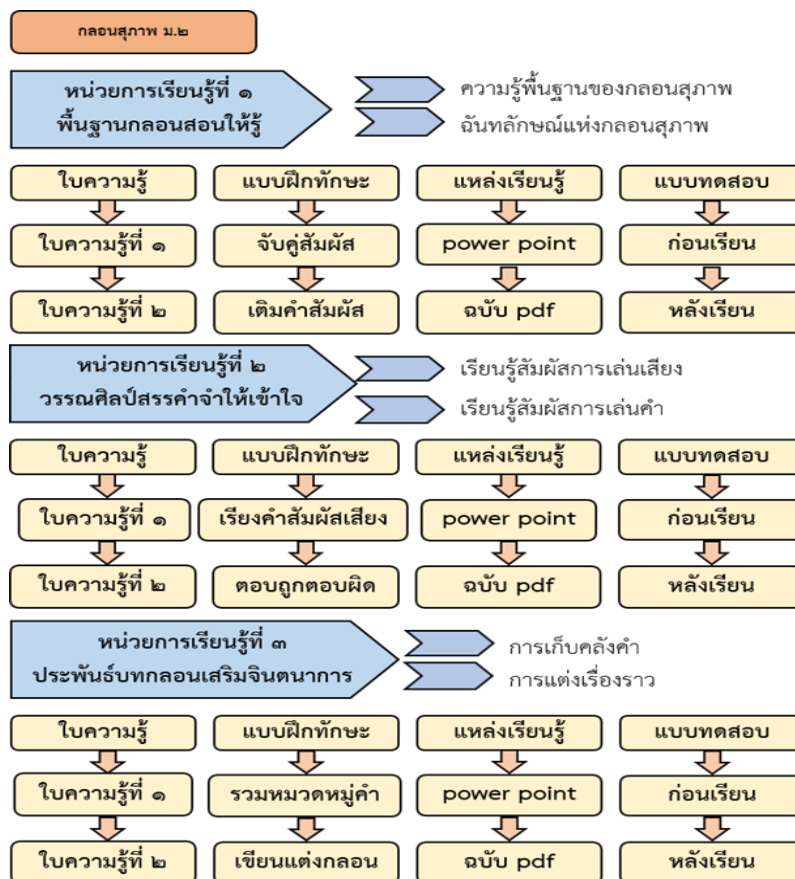 กลอนสุภาพ ม.๒
หน่วยการเรียนรู้ที่ ๑
พื้นฐานกลอนสอนให้รู้
ความรู้พื้นฐานของกลอนสุภาพ
ฉันทลักษณ์แห่งกลอนสุภาพ
ใบความรู้ แบบฝึกทักษะ แหล่งเรียนรู้ แบบทดสอบ
ใบความรู้ที่ ๑ จับคู่สัมผัส power point ก่อนเรียน
ใบความรู้ที่ ๒ เติมคำสัมผัส ฉบับ pdf หลังเรียน
หน่วยการเรียนรู้ที่ ๒
วรรณศิลป์สรรคำจำให้เข้าใจ
เรียนรู้สัมผัสการเล่นเสียง
เรียนรู้สัมผัสการเล่นคำ
ใบความรู้ แบบฝึกทักษะ แหล่งเรียนรู้ แบบทดสอบ
ใบความรู้ที่ ๑ เรียงคำสัมผัสเสียง power point ก่อนเรียน
ใบความรู้ที่ ๒ ตอบถูกตอบผิด ฉบับ pdf หลังเรียน
หน่วยการเรียนรู้ที่ ๓
ประพันธ์บทกลอนเสริมจินตนาการ
การเก็บคลังคำ
การแต่งเรื่องราว
ใบความรู้ แบบฝึกทักษะ แหล่งเรียนรู้ แบบทดสอบ
ใบความรู้ที่ ๑ รวมหมวดหมู่คำ power point ก่อนเรียน
ใบความรู้ที่ ๒ เขียนแต่งกลอน ฉบับ pdf หลังเรียน